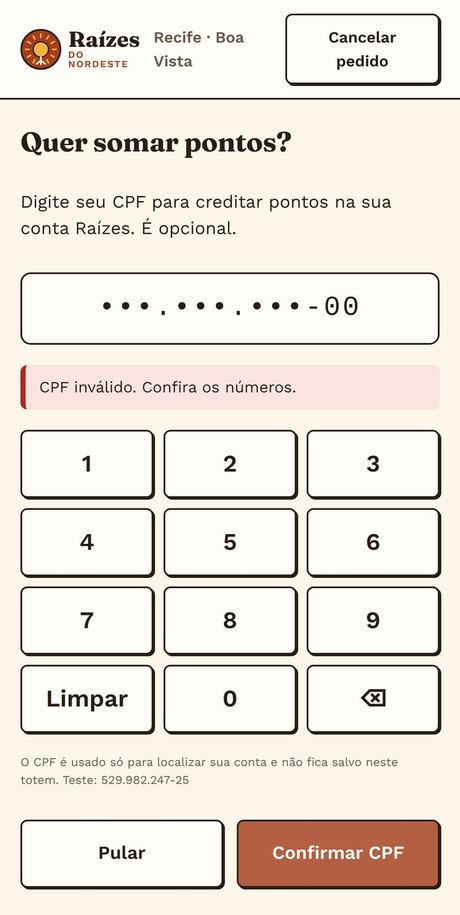 Raízes
DO
NORDESTE
Recife · Boa
Vista
Cancelar
pedido
Quer somar pontos?
Digite seu CPF para creditar pontos na sua
conta Raízes. É opcional.
•••.•••.•••-00
CPF inválido. Confira os números.
1 2 3
4 5 6
7 8 9
Limpar 0
O CPF é usado só para localizar sua conta e não fica salvo neste
totem. Teste: 529.982.247-25
Pular Confirmar CPF